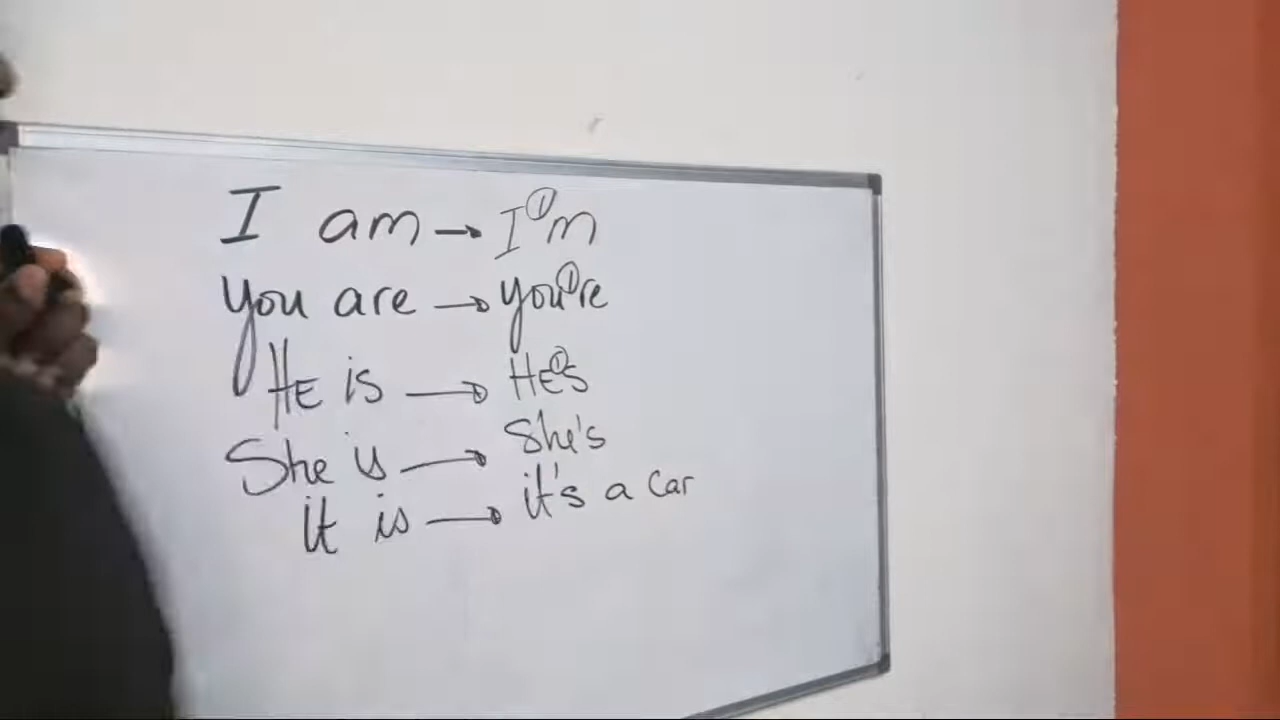 I am → I'm
you are → you're
HE is → HE's
She is → She's
it is → it's a car